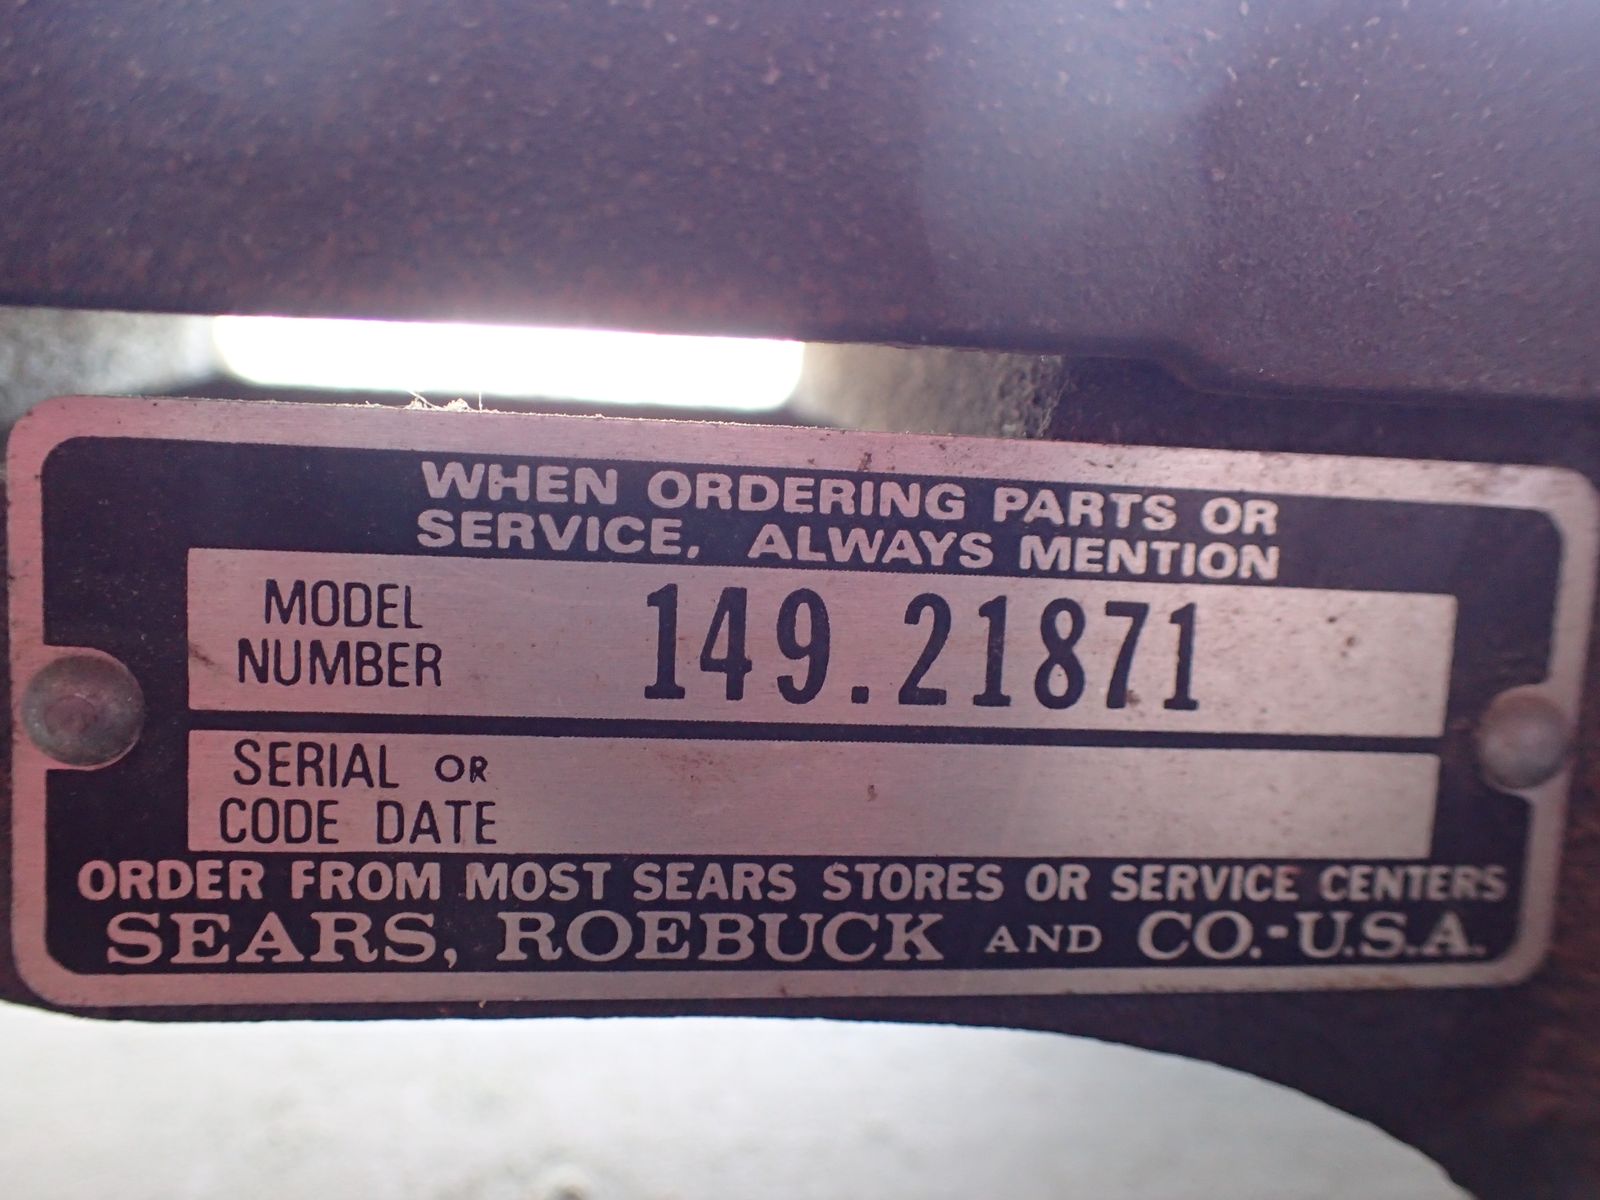 WHEN ORDERING PARTS OR
SERVICE, ALWAYS MENTION
MODEL
NUMBER 149.21871
SERIAL OR
CODE DATE
ORDER FROM MOST SEARS STORES OR SERVICE CENTERS
SEARS, ROEBUCK AND CO.-U.S.A.